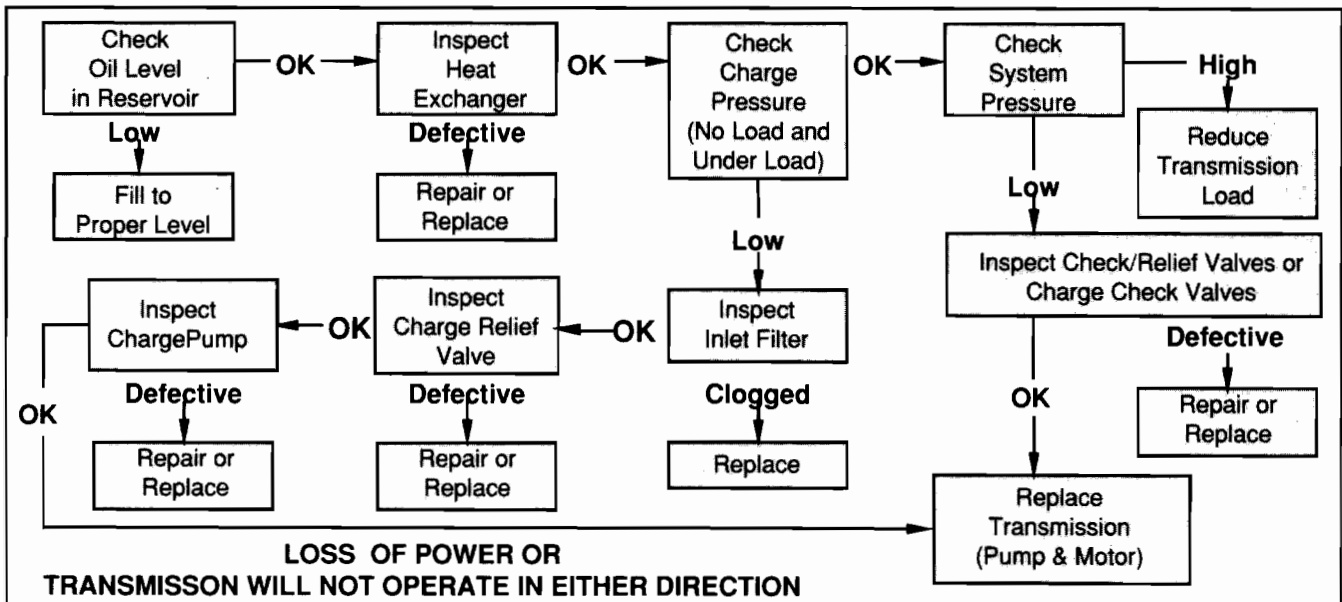 Check
Oil Level
in Reservoir
OK
Inspect
Heat
Exchanger
OK
Check
Charge
Pressure
(No Load and
Under Load)
OK
Check
System
Pressure
High
Reduce
Transmission
Load
Low
Fill to
Proper Level
Defective
Repair or
Replace
Low
Low
Inspect Check/Relief Valves or
Charge Check Valves
Inspect
ChargePump
OK
Inspect
Charge Relief
Valve
OK
Inspect
Inlet Filter
Defective
Repair or
Replace
OK
Defective
Repair or
Replace
Defective
Repair or
Replace
Clogged
Replace
OK
Replace
Transmission
(Pump & Motor)
LOSS OF POWER OR
TRANSMISSON WILL NOT OPERATE IN EITHER DIRECTION